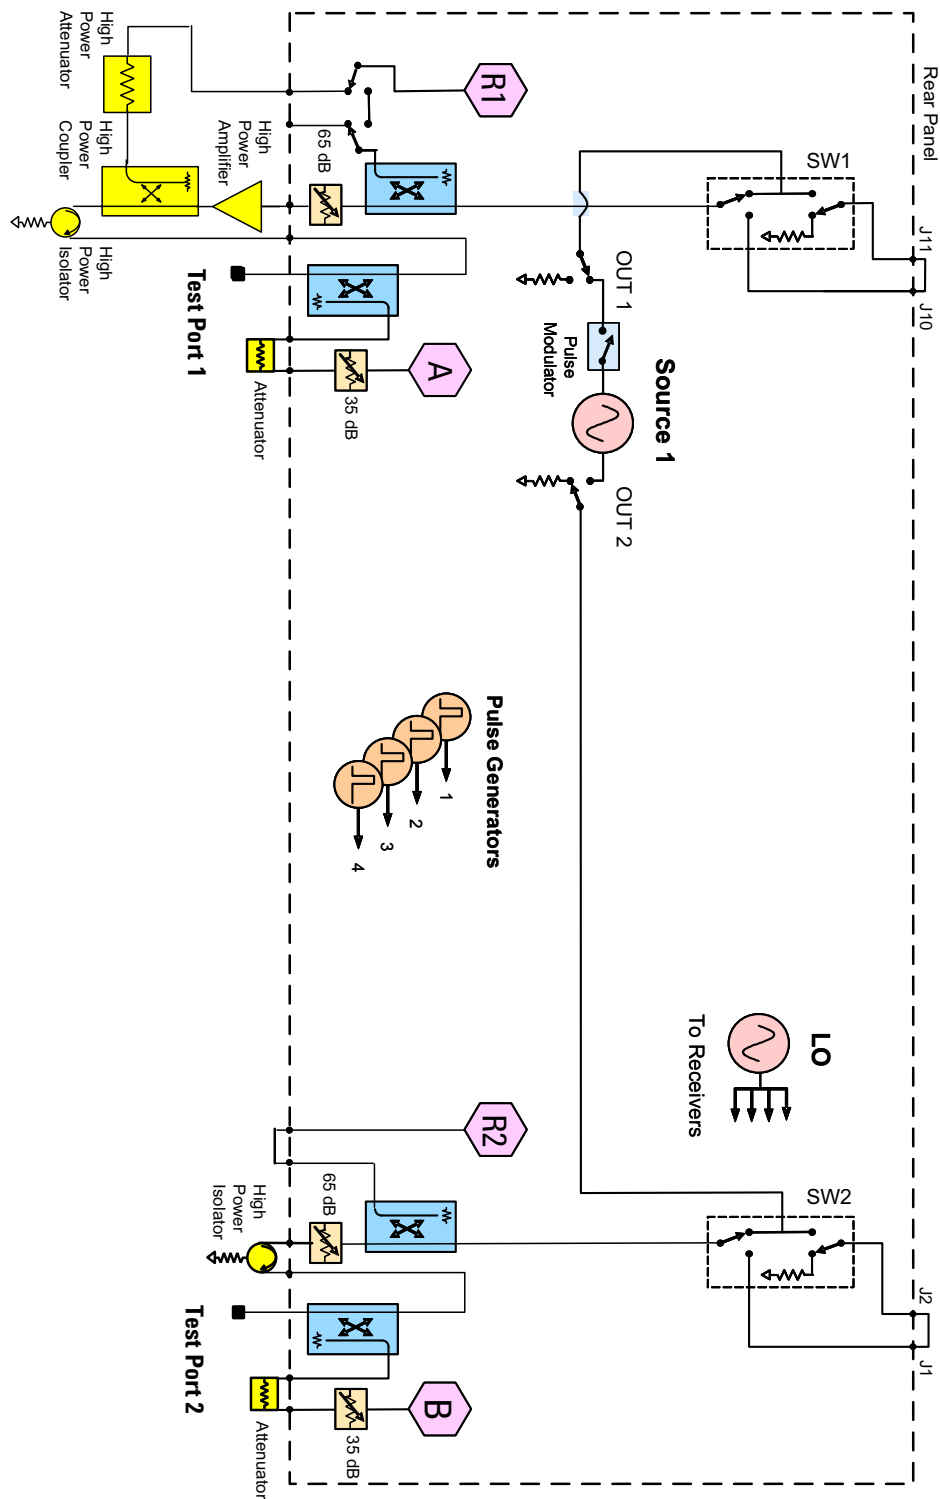 Rear Panel
J11
J10
SW1
J2
J1
SW2
LO
To Receivers
Source 1
OUT 1
OUT 2
Pulse
Modulator
R1
R2
Pulse Generators
1
2
3
4
65 dB
35 dB
A
65 dB
35 dB
B
High
Power
Attenuator
High
Power
Coupler
High
Power
Amplifier
High
Power
Isolator
Test Port 1
Attenuator
High
Power
Isolator
Test Port 2
Attenuator